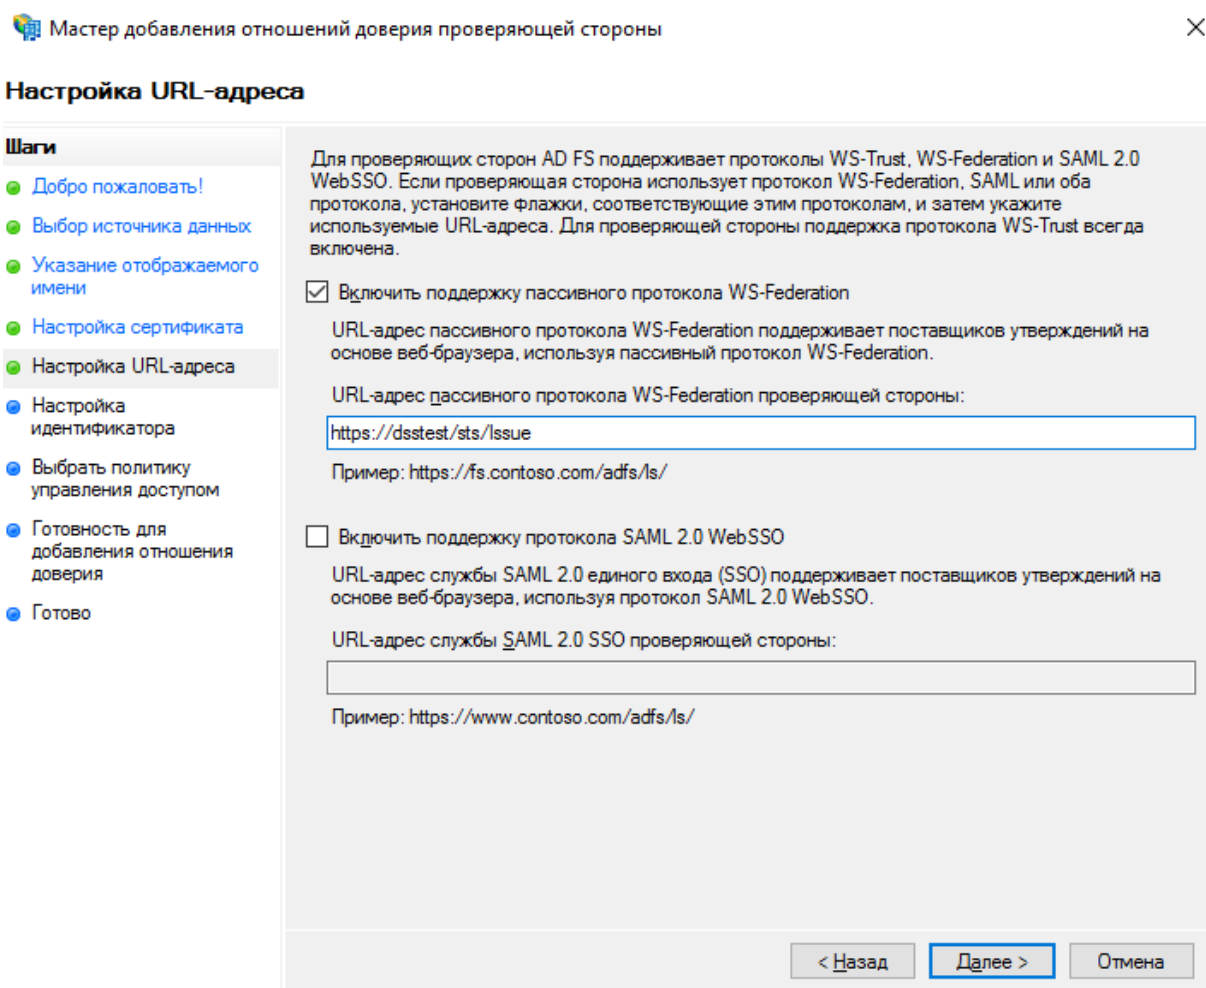 Мастер добавления отношений доверия проверяющей стороны
Настройка URL-адреса
Шаги
Добро пожаловать!
Выбор источника данных
Указание отображаемого
имени
Настройка сертификата
Настройка URL-адреса
Настройка
идентификатора
Выбрать политику
управления доступом
Готовность для
добавления отношения
доверия
Готово
Для проверяющих сторон AD FS поддерживает протоколы WS-Trust, WS-Federation и SAML 2.0
WebSSO. Если проверяющая сторона использует протокол WS-Federation, SAML или оба
протокола, установите флажки, соответствующие этим протоколам, и затем укажите
используемые URL-адреса. Для проверяющей стороны поддержка протокола WS-Trust всегда
включена.
Включить поддержку пассивного протокола WS-Federation
URL-адрес пассивного протокола WS-Federation поддерживает поставщиков утверждений на
основе веб-браузера, используя пассивный протокол WS-Federation.
URL-адрес пассивного протокола WS-Federation проверяющей стороны:
https://dsstest/sts/Issue
Пример: https://fs.contoso.com/adfs/ls/
Включить поддержку протокола SAML 2.0 WebSSO
URL-адрес службы SAML 2.0 единого входа (SSO) поддерживает поставщиков утверждений на
основе веб-браузера, используя протокол SAML 2.0 WebSSO.
URL-адрес службы SAML 2.0 SSO проверяющей стороны:
Пример: https://www.contoso.com/adfs/ls/
< Назад
Далее >
Отмена